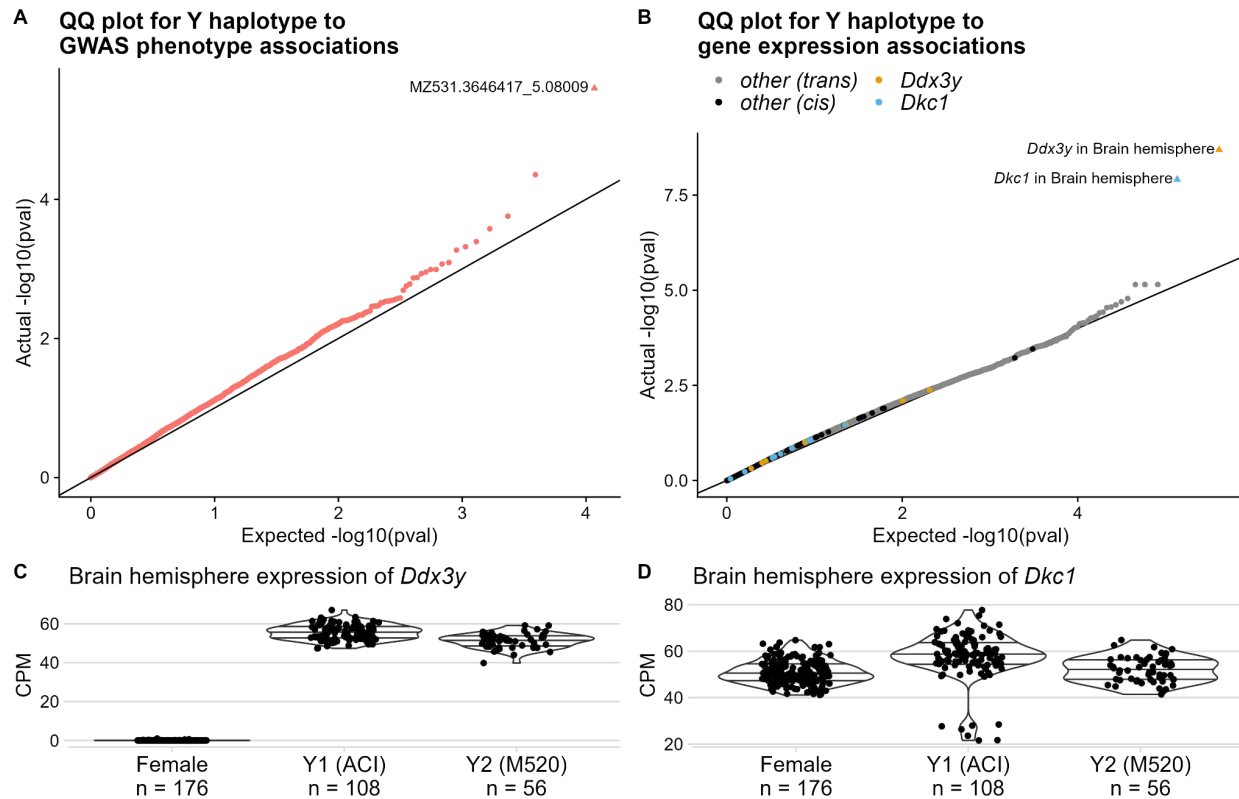 A
QQ plot for Y haplotype to
GWAS phenotype associations
MZ531.3646417_5.08009
4
2
0
Actual -log10(pval)
0 1 2 3 4
Expected -log10(pval)
B
QQ plot for Y haplotype to
gene expression associations
other (trans) Ddx3y
other (cis) Dkc1
Ddx3y in Brain hemisphere
Dkc1 in Brain hemisphere
7.5
5.0
2.5
0.0
Actual -log10(pval)
0 2 4
Expected -log10(pval)
C
Brain hemisphere expression of Ddx3y
60
40
20
0
CPM
Female Y1 (ACI) Y2 (M520)
n = 176 n = 108 n = 56
D
Brain hemisphere expression of Dkc1
80
60
40
20
CPM
Female Y1 (ACI) Y2 (M520)
n = 176 n = 108 n = 56